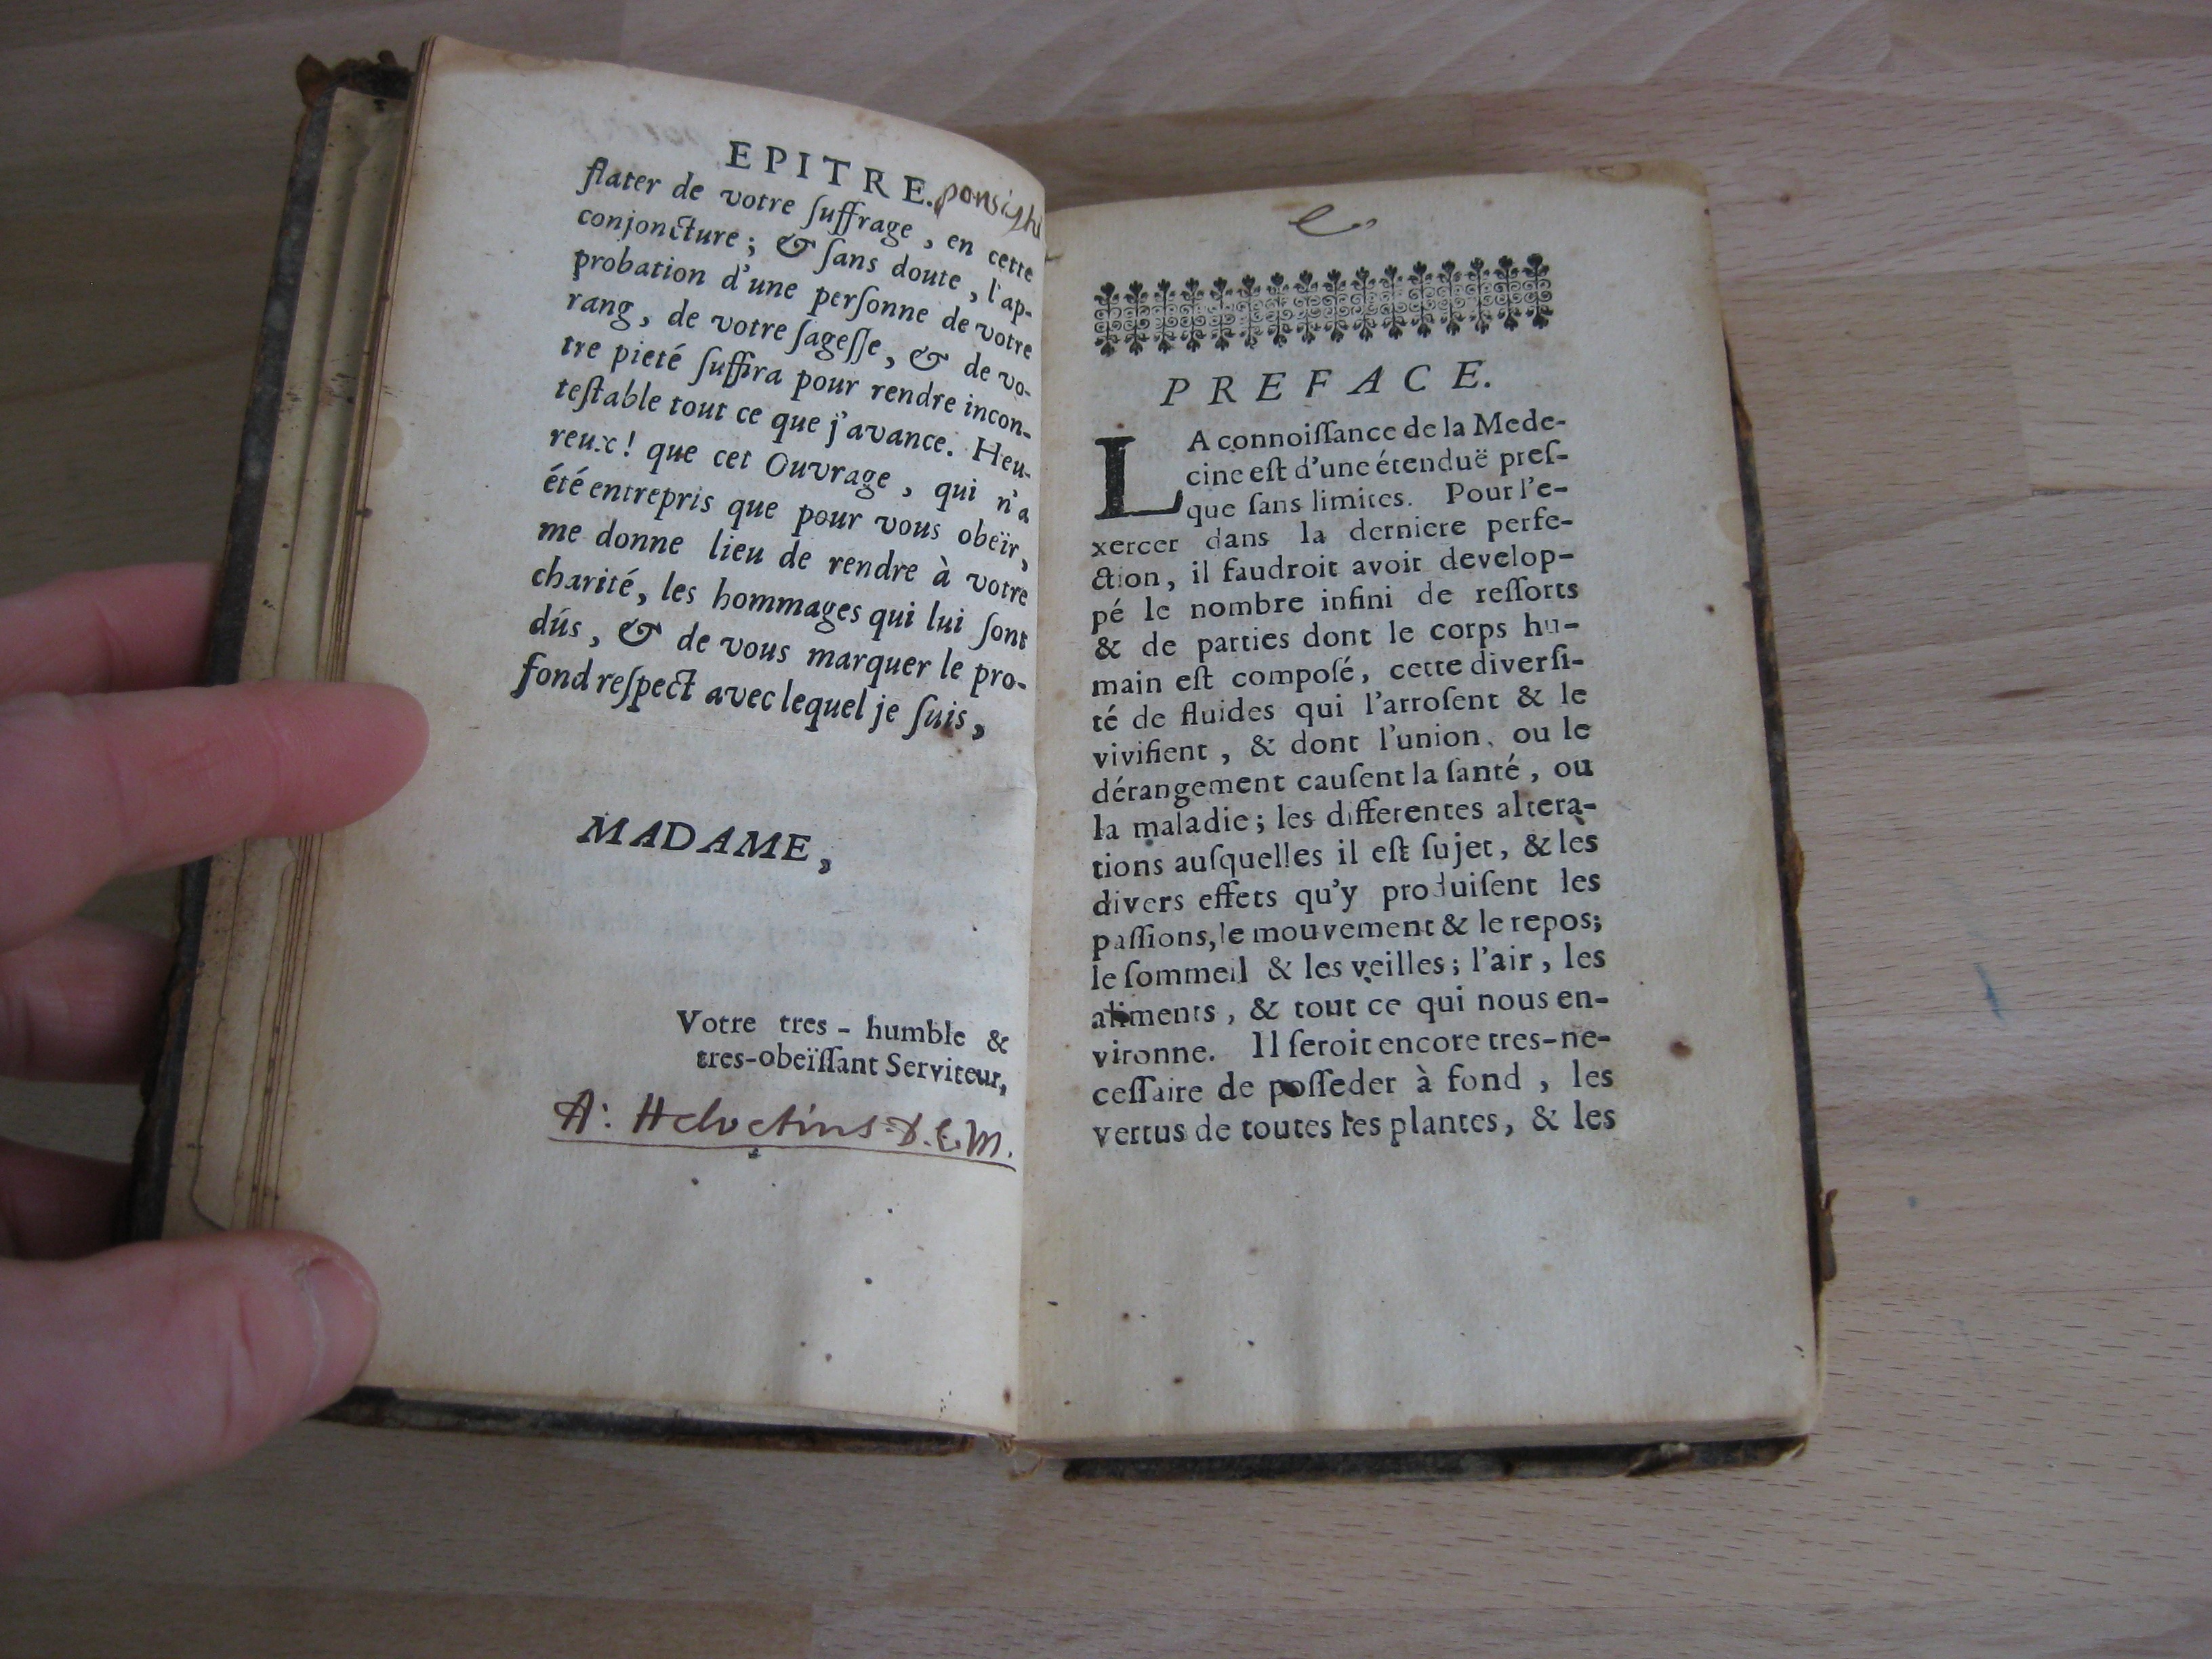 EPITRE.
flater de votre ſuffrage, en cette
conjoncture; & ſans doute, l'ap-
probation d'une perſonne de votre
rang, de votre ſageſſe, & de vo-
tre pieté ſuffira pour rendre incon-
teſtable tout ce que j'avance. Heu-
reux! que cet Ouvrage, qui n'a
été entrepris que pour vous obeïr,
me donne lieu de rendre à votre
charité, les hommages qui lui ſont
dûs, & de vous marquer le pro-
fond reſpect avec lequel je ſuis,
MADAME,
Votre tres-humble &
tres-obeïſſant Serviteur,
A: Helvetius. D. E. M.
PREFACE.
LA connoiſſance de la Mede-
cine eſt d'une étenduë preſ-
que ſans limites. Pour l'e-
xercer dans la derniere perfe-
ction, il faudroit avoir develop-
pé le nombre infini de reſſorts
& de parties dont le corps hu-
main eſt compoſé, cette diverſi-
té de fluides qui l'arroſent & le
vivifient, & dont l'union, ou le
dérangement cauſent la ſanté, ou
la maladie; les differentes altera-
tions auſquelles il eſt ſujet, & les
divers effets qu'y produiſent les
paſſions, le mouvement & le repos;
le ſommeil & les veilles; l'air, les
aliments, & tout ce qui nous en-
vironne. Il ſeroit encore tres-ne-
ceſſaire de poſſeder à fond, les
vertus de toutes les plantes, & les